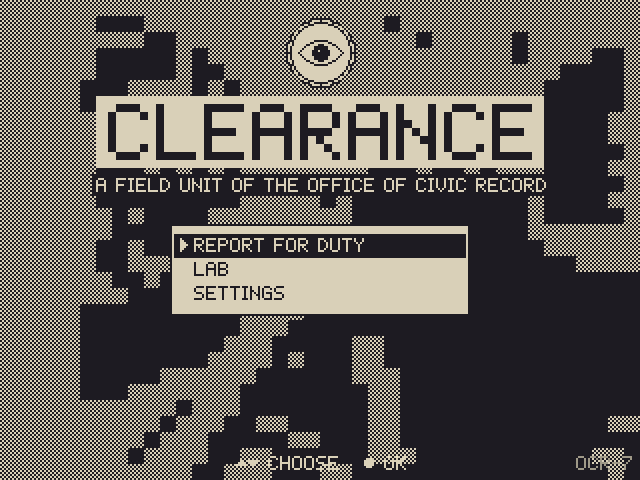 CLEARANCE
A FIELD UNIT OF THE OFFICE OF CIVIC RECORD
REPORT FOR DUTY
LAB
SETTINGS
CHOOSE OK